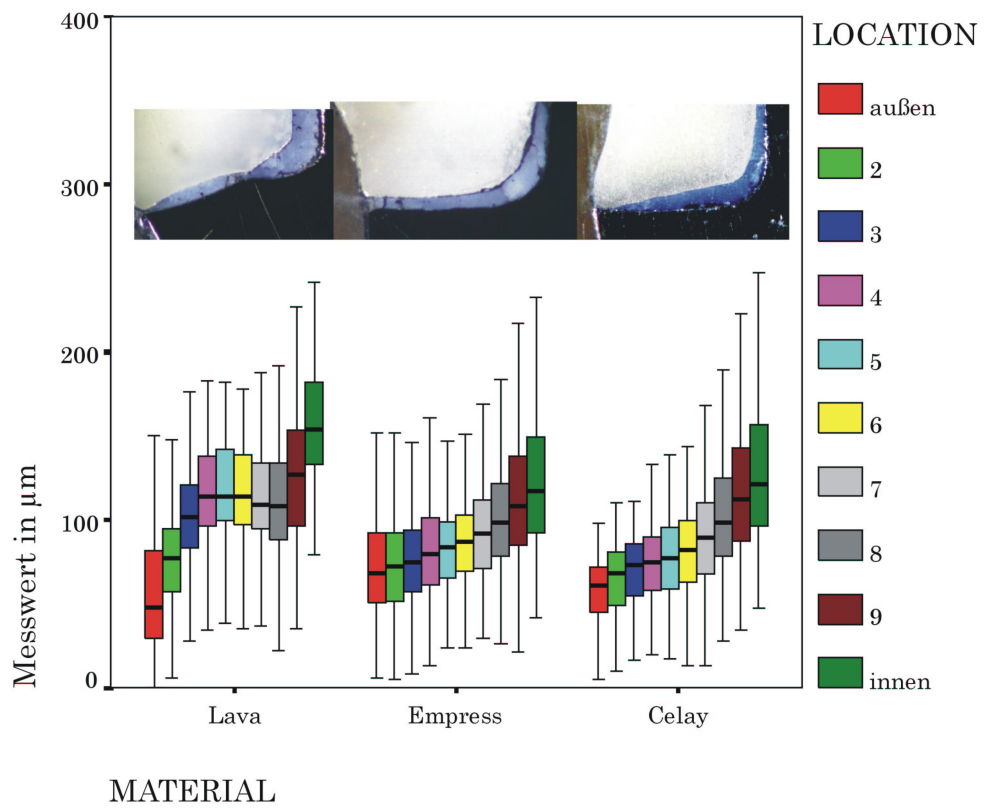 400
300
200
100
0
Messwert in µm
Lava
Empress
Celay
MATERIAL
LOCATION
außen
2
3
4
5
6
7
8
9
innen